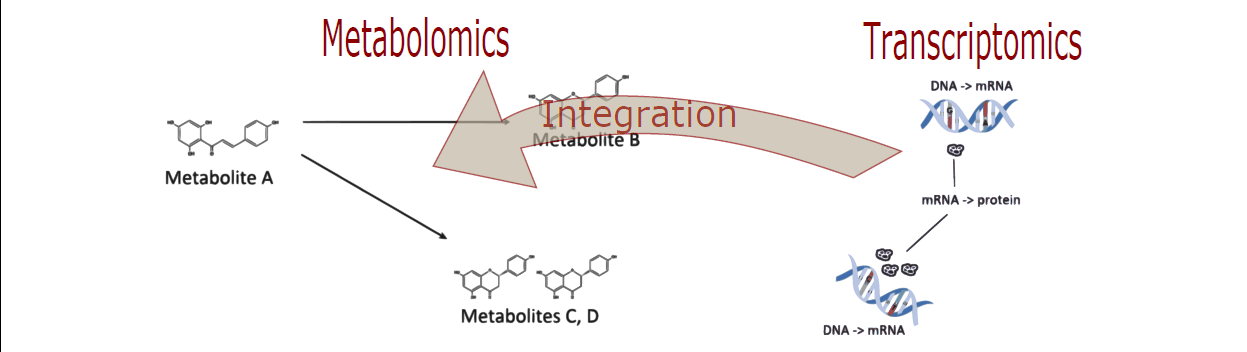 Metabolomics
Transcriptomics
DNA -> mRNA
Integration
Metabolite B
Metabolite A
mRNA -> protein
Metabolites C, D
DNA -> mRNA